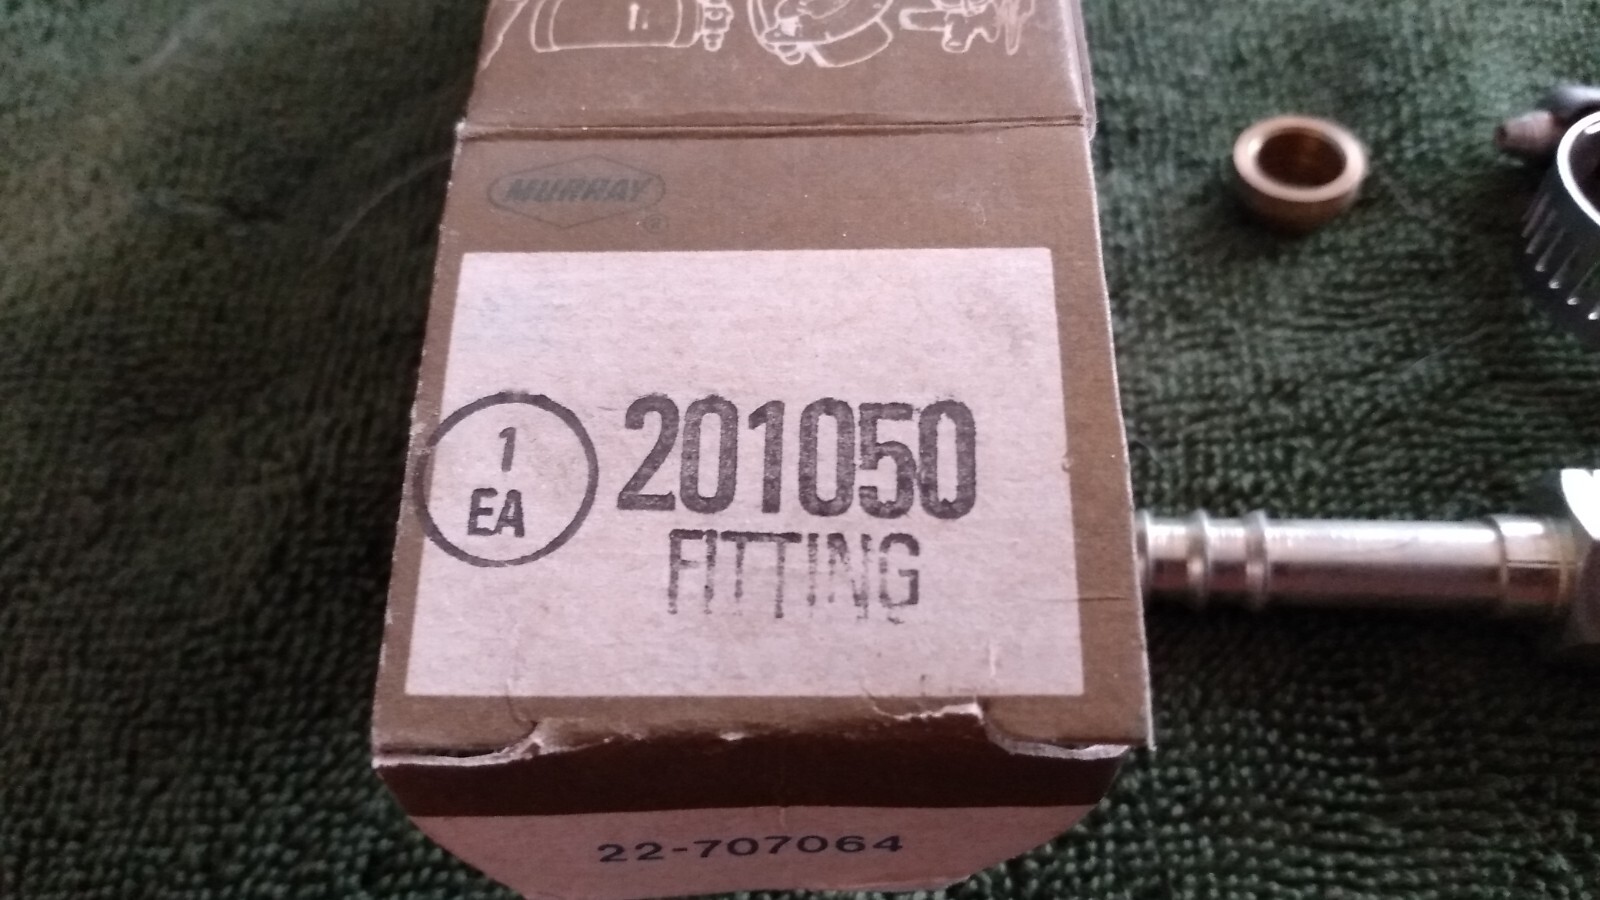 MURRAY
®
1
EA
201050
FITTING
22-707064